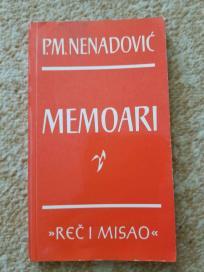 P.M.NENADOVIĆ
MEMOARI
»REČ I MISAO«